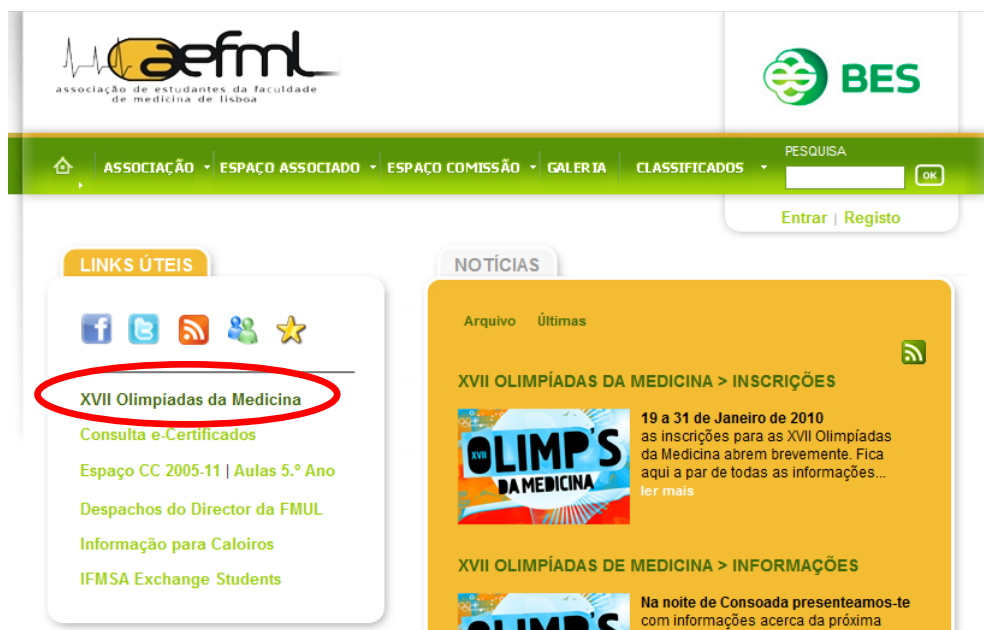 aefml
associação de estudantes da faculdade
de medicina de lisboa
BES
ASSOCIAÇÃO
ESPAÇO ASSOCIADO
ESPAÇO COMISSÃO
GALERIA
CLASSIFICADOS
PESQUISA
OK
Entrar | Registo
LINKS ÚTEIS
XVII Olimpíadas da Medicina
Consulta e-Certificados
Espaço CC 2005-11 | Aulas 5.º Ano
Despachos do Director da FMUL
Informação para Caloiros
IFMSA Exchange Students
NOTÍCIAS
Arquivo Últimas
XVII OLIMPÍADAS DA MEDICINA > INSCRIÇÕES
XVII
OLIMP'S
DA MEDICINA
19 a 31 de Janeiro de 2010
as inscrições para as XVII Olimpíadas
da Medicina abrem brevemente. Fica
aqui a par de todas as informações...
ler mais
XVII OLIMPÍADAS DE MEDICINA > INFORMAÇÕES
OLIMP'S
Na noite de Consoada presenteamos-te
com informações acerca da próxima